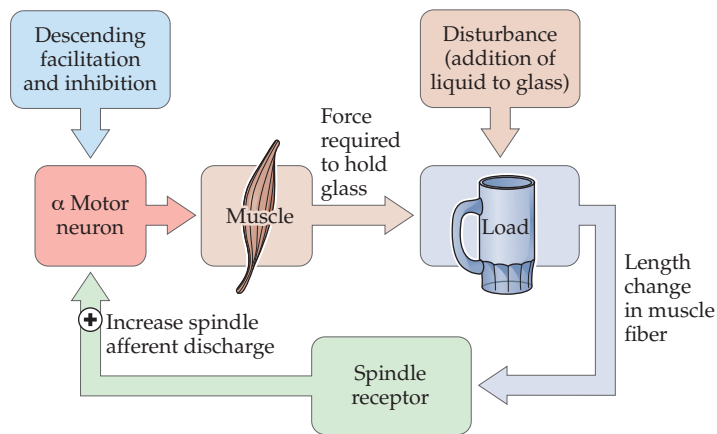 Descending
facilitation
and inhibition
Disturbance
(addition of
liquid to glass)
Force
required
to hold
glass
α Motor
neuron
Muscle
Load
Length
change
in muscle
fiber
+
Increase spindle
afferent discharge
Spindle
receptor